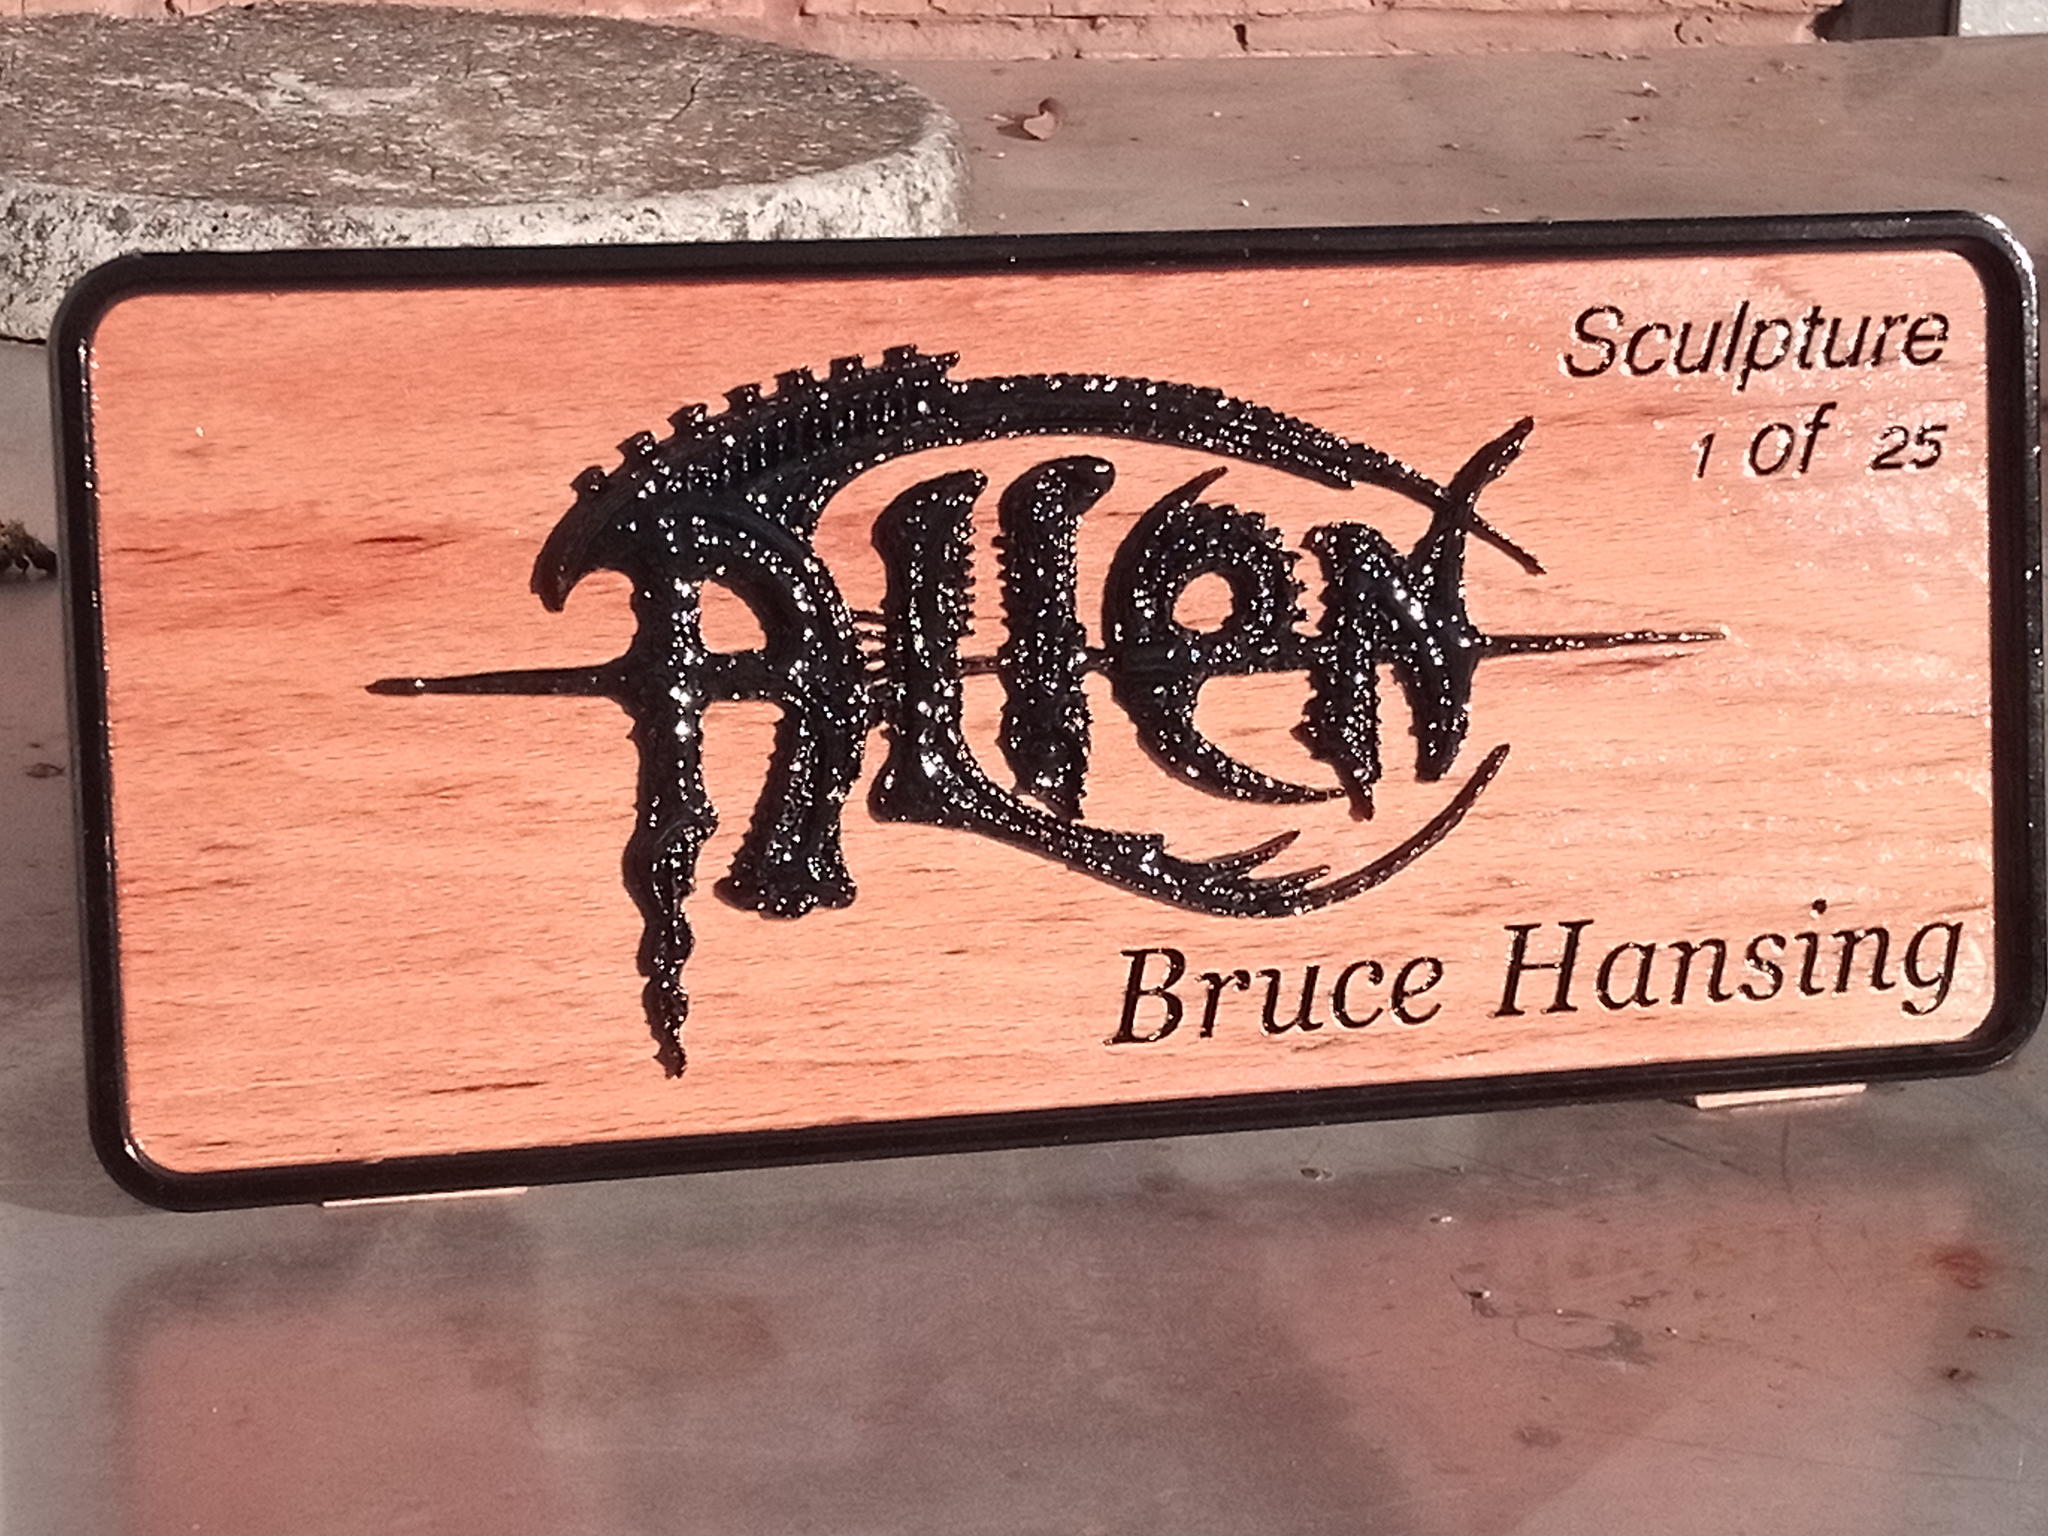 Sculpture
1 of 25
Alien
Bruce Hansing